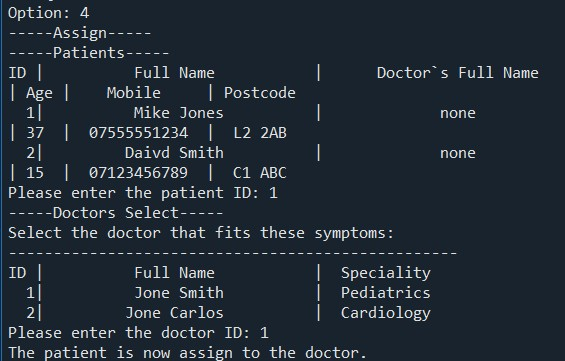 Option: 4
-----Assign-----
-----Patients-----
ID |          Full Name           |      Doctor`s Full Name
| Age |    Mobile     | Postcode
  1|          Mike Jones          |             none
| 37  |  07555551234  |  L2 2AB
  2|         Daivd Smith          |             none
| 15  |  07123456789  |  C1 ABC
Please enter the patient ID: 1
-----Doctors Select-----
Select the doctor that fits these symptoms:
--------------------------------------------------
ID |          Full Name           |  Speciality
  1|          Jone Smith          |  Pediatrics
  2|         Jone Carlos          |  Cardiology
Please enter the doctor ID: 1
The patient is now assign to the doctor.